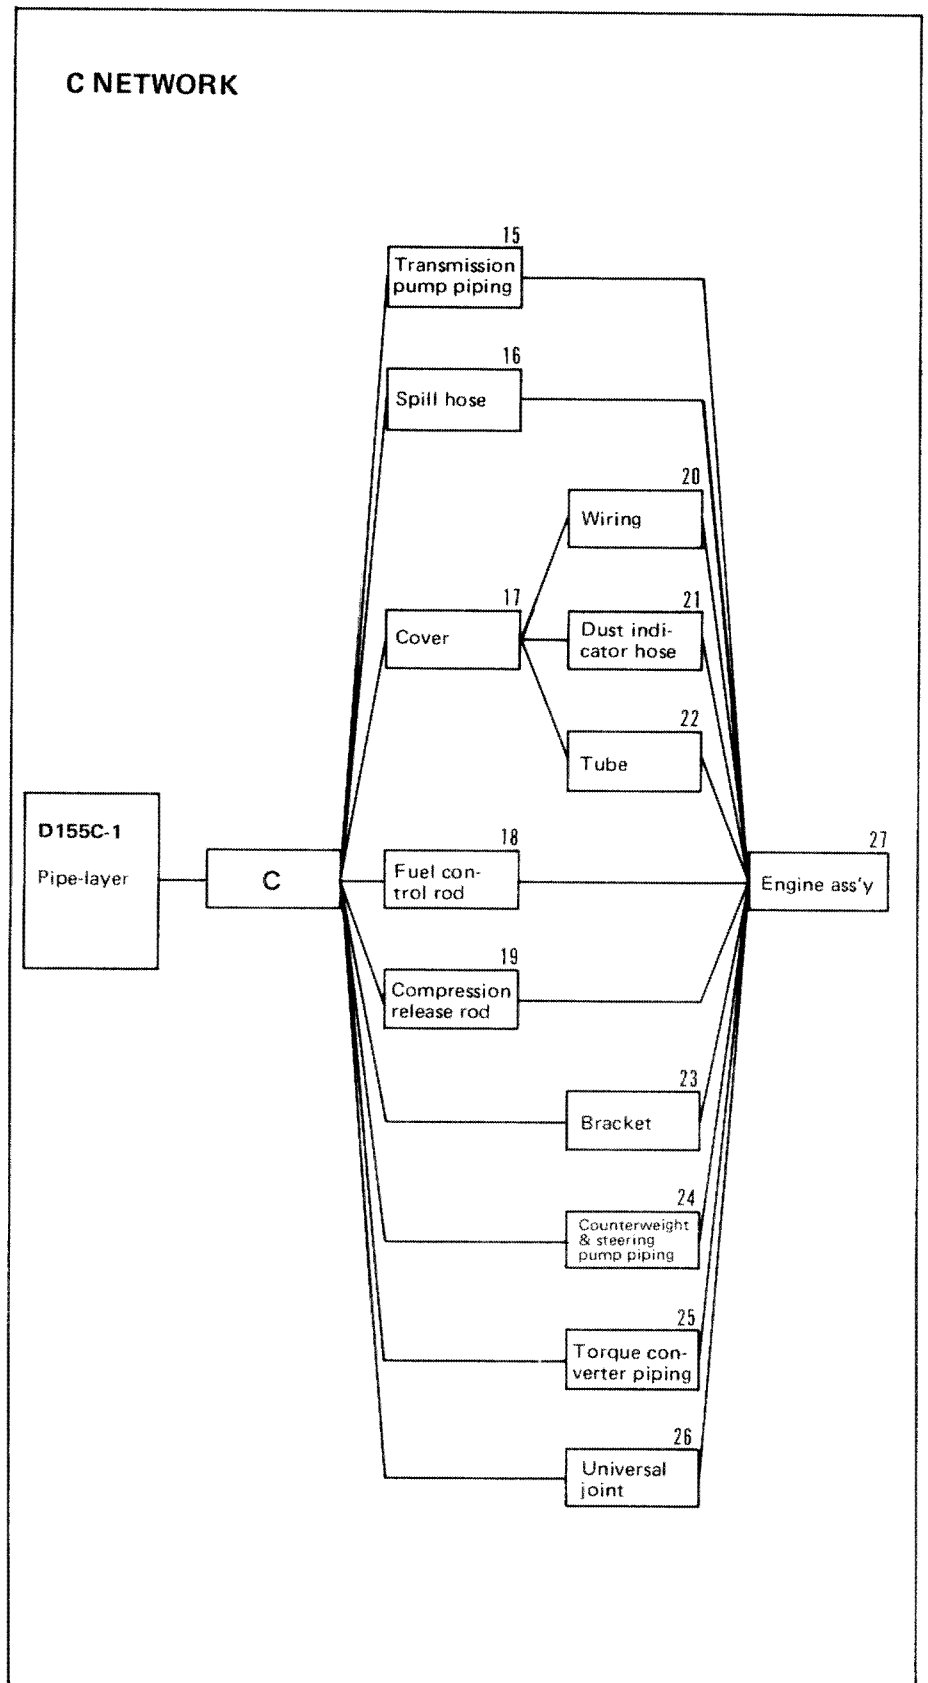 C NETWORK
15
Transmission
pump piping
16
Spill hose
20
Wiring
17
Cover
21
Dust indi-
cator hose
22
Tube
D155C-1
Pipe-layer
C
18
Fuel con-
trol rod
27
Engine ass'y
19
Compression
release rod
23
Bracket
24
Counterweight
& steering
pump piping
25
Torque con-
verter piping
26
Universal
joint